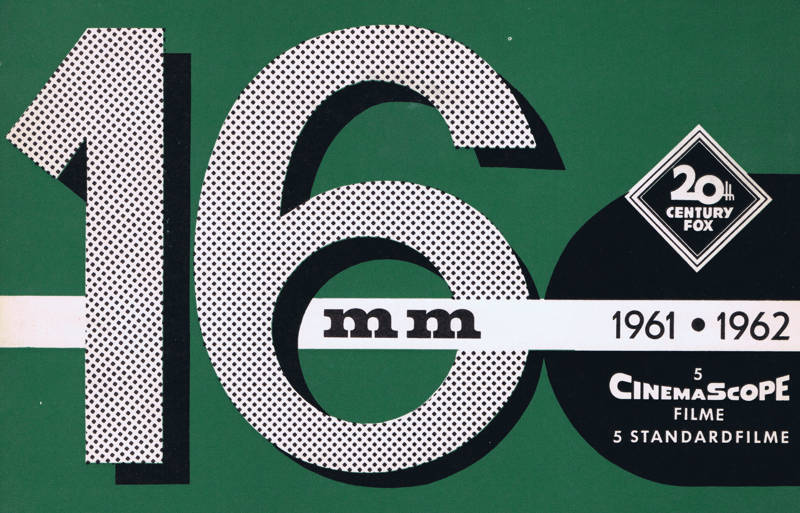 16
mm
20th
CENTURY
FOX
1961 • 1962
5
CINEMASCOPE
FILME
5 STANDARDFILME